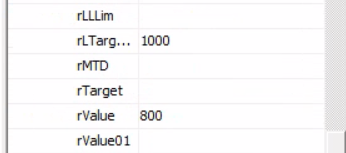 rLLLim
rLTarg... 1000
rMTD
rTarget
rValue 800
rValue01